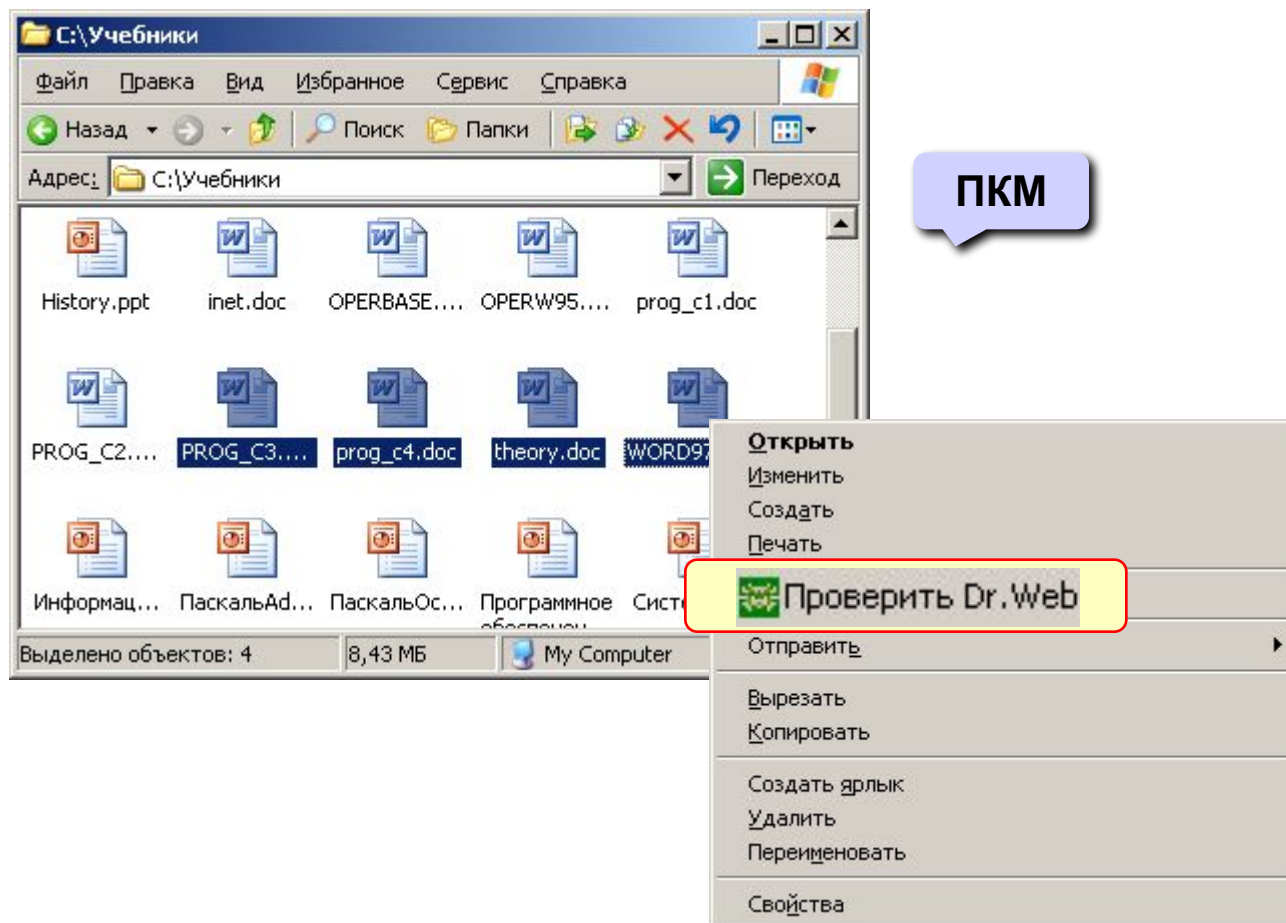 C:\Учебники
Файл Правка Вид Избранное Сервис Справка
Назад Поиск Папки
Адрес: C:\Учебники Переход
ПКМ
History.ppt inet.doc OPERBASE.... OPERW95.... prog_c1.doc
PROG_C2.... PROG_C3.... prog_c4.doc theory.doc WORD97
Информац... ПаскальAd... ПаскальОс... Программное Сист
Выделено объектов: 4 8,43 МБ My Computer
Открыть
Изменить
Создать
Печать
Проверить Dr.Web
Отправить
Вырезать
Копировать
Создать ярлык
Удалить
Переименовать
Свойства